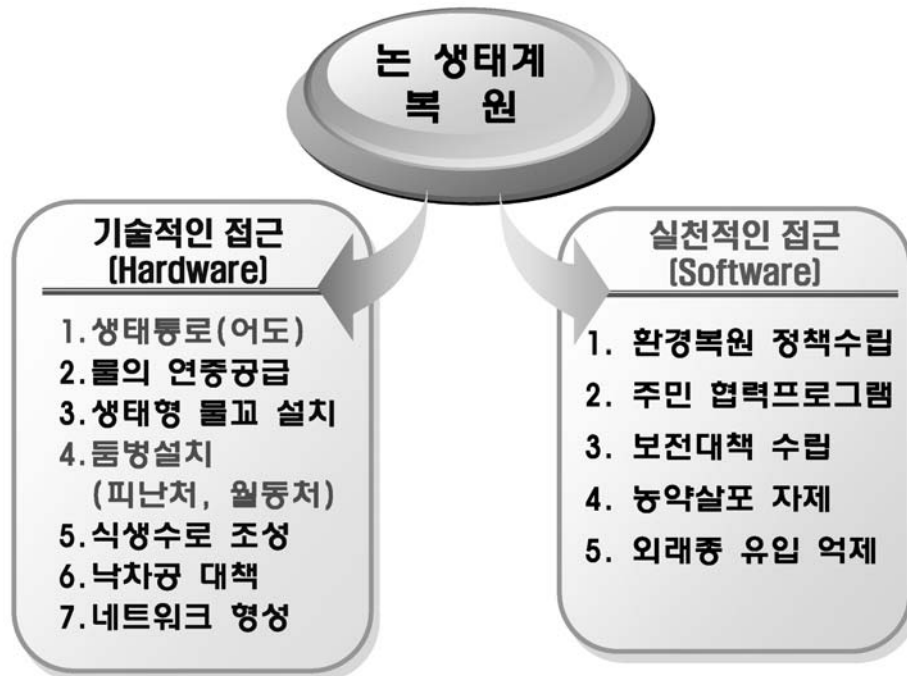 논 생태계
복 원
기술적인 접근
(Hardware)
1.생태통로(어도)
2.물의 연중공급
3.생태형 물꼬 설치
4.둠벙설치
(피난처, 월동처)
5.식생수로 조성
6.낙차공 대책
7.네트워크 형성
실천적인 접근
(Software)
1. 환경복원 정책수립
2. 주민 협력프로그램
3. 보전대책 수립
4. 농약살포 자제
5. 외래종 유입 억제